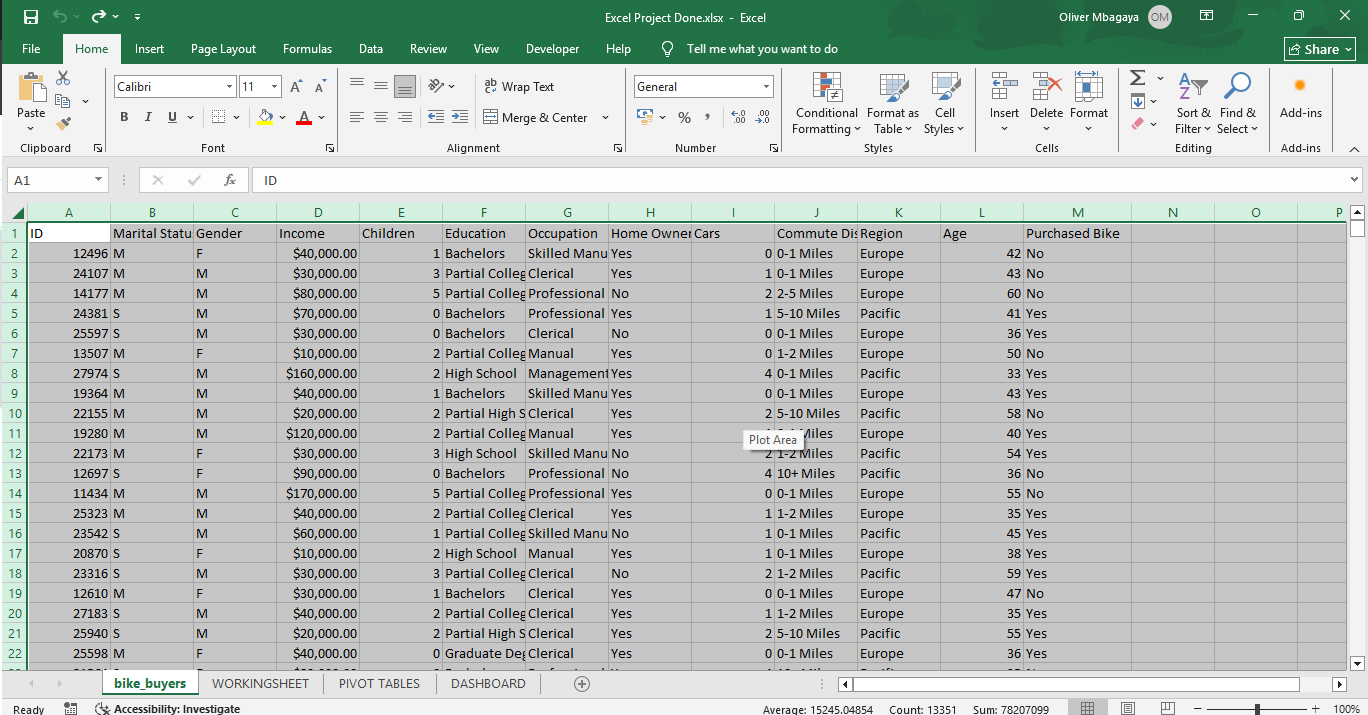 Excel Project Done.xlsx - Excel
Oliver Mbagaya OM
File Home Insert Page Layout Formulas Data Review View Developer Help Tell me what you want to do Share
Paste
Clipboard
Calibri 11 A A
B I U A
Font
Wrap Text
Merge & Center
Alignment
General
% , .00 .00
Number
Conditional Formatting Format as Table Cell Styles
Styles
Insert Delete Format
Cells
Sort & Filter Find & Select
Editing
Add-ins
Add-ins
A1 fx ID
A B C D E F G H I J K L M N O P
1 ID Marital Statu Gender Income Children Education Occupation Home Owner Cars Commute Dis Region Age Purchased Bike
2 12496 M F $40,000.00 1 Bachelors Skilled Manu Yes 0 0-1 Miles Europe 42 No
3 24107 M M $30,000.00 3 Partial Colleg Clerical Yes 1 0-1 Miles Europe 43 No
4 14177 M M $80,000.00 5 Partial Colleg Professional No 2 2-5 Miles Europe 60 No
5 24381 S M $70,000.00 0 Bachelors Professional Yes 1 5-10 Miles Pacific 41 Yes
6 25597 S M $30,000.00 0 Bachelors Clerical No 0 0-1 Miles Europe 36 Yes
7 13507 M F $10,000.00 2 Partial Colleg Manual Yes 0 1-2 Miles Europe 50 No
8 27974 S M $160,000.00 2 High School Management Yes 4 0-1 Miles Pacific 33 Yes
9 19364 M M $40,000.00 1 Bachelors Skilled Manu Yes 0 0-1 Miles Europe 43 Yes
10 22155 M M $20,000.00 2 Partial High S Clerical Yes 2 5-10 Miles Pacific 58 No
11 19280 M M $120,000.00 2 Partial Colleg Manual Yes Miles Europe 40 Yes
Plot Area
12 22173 M F $30,000.00 3 High School Skilled Manu No 2 1-2 Miles Pacific 54 Yes
13 12697 S F $90,000.00 0 Bachelors Professional No 4 10+ Miles Pacific 36 No
14 11434 M M $170,000.00 5 Partial Colleg Professional Yes 0 0-1 Miles Europe 55 No
15 25323 M M $40,000.00 2 Partial Colleg Clerical Yes 1 1-2 Miles Europe 35 Yes
16 23542 S M $60,000.00 1 Partial Colleg Skilled Manu No 1 0-1 Miles Pacific 45 Yes
17 20870 S F $10,000.00 2 High School Manual Yes 1 0-1 Miles Europe 38 Yes
18 23316 S M $30,000.00 3 Partial Colleg Clerical No 2 1-2 Miles Pacific 59 Yes
19 12610 M F $30,000.00 1 Bachelors Clerical Yes 0 0-1 Miles Europe 47 No
20 27183 S M $40,000.00 2 Partial Colleg Clerical Yes 1 1-2 Miles Europe 35 Yes
21 25940 S M $20,000.00 2 Partial High S Clerical Yes 2 5-10 Miles Pacific 55 Yes
22 25598 M F $40,000.00 0 Graduate Deg Clerical Yes 0 0-1 Miles Europe 36 Yes
bike_buyers WORKINGSHEET PIVOT TABLES DASHBOARD
Ready Accessibility: Investigate Average: 15245.04854 Count: 13351 Sum: 78207099 100%